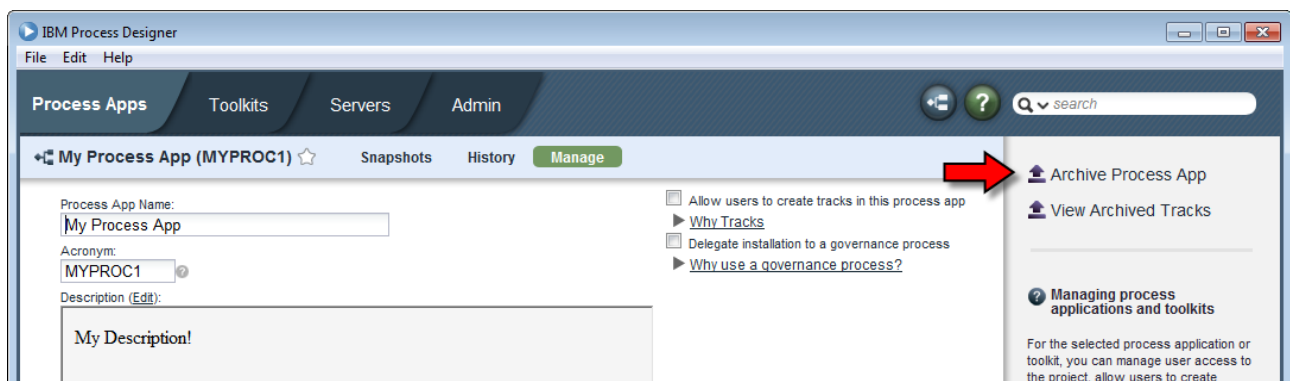 IBM Process Designer
File Edit Help
Process Apps Toolkits Servers Admin
? search
My Process App (MYPROC1) Snapshots History Manage
Archive Process App
View Archived Tracks
Process App Name:
My Process App
Acronym:
MYPROC1 ?
Description (Edit):
My Description!
Allow users to create tracks in this process app
Why Tracks
Delegate installation to a governance process
Why use a governance process?
? Managing process
applications and toolkits
For the selected process application or
toolkit, you can manage user access to
the project, allow users to create